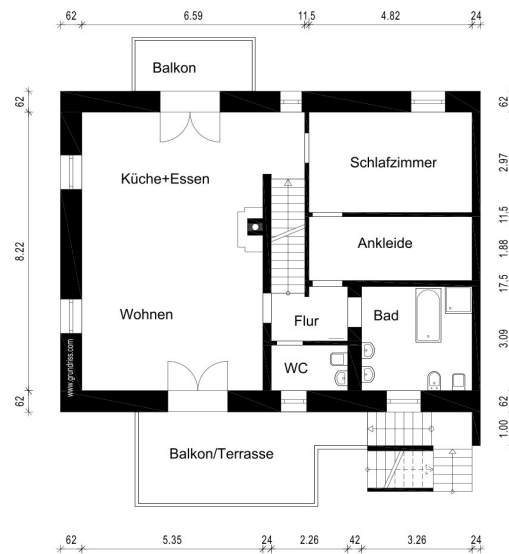 62 6.59 11,5 4.82 24
Balkon
62
62
Schlafzimmer
2.97
Küche+Essen
11,5
Ankleide
1.88
8.22
17,5
Wohnen
Flur
Bad
3.09
www.grundriss.com
WC
62
62
1.00
Balkon/Terrasse
62 5.35 24 2.26 42 3.26 24